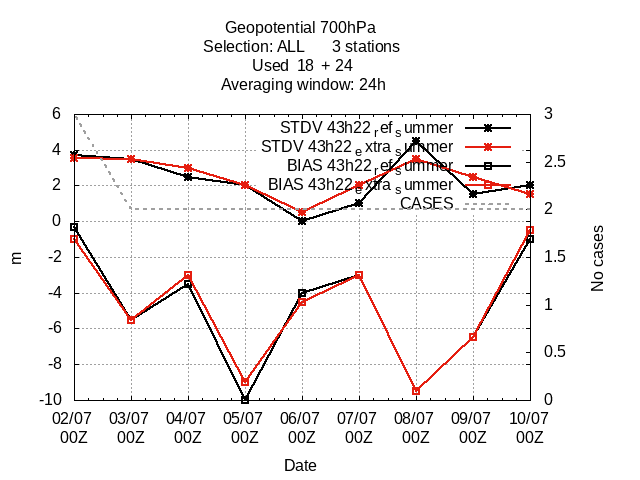 Geopotential 700hPa
Selection: ALL 3 stations
Used 18 + 24
Averaging window: 24h
STDV 43h22_ref_summer
STDV 43h22_extra_summer
BIAS 43h22_ref_summer
BIAS 43h22_extra_summer
CASES
6
4
2
0
-2
-4
-6
-8
-10
m
3
2.5
2
1.5
1
0.5
0
No cases
02/07 03/07 04/07 05/07 06/07 07/07 08/07 09/07 10/07
00Z 00Z 00Z 00Z 00Z 00Z 00Z 00Z 00Z
Date